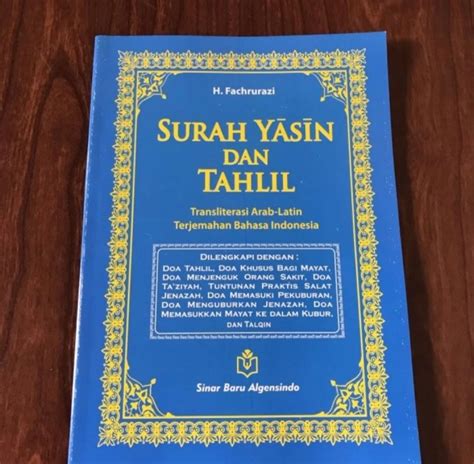 H. Fachrurazi
SURAH YĀSĪN
DAN
TAHLIL
Transliterasi Arab-Latin
Terjemahan Bahasa Indonesia
DILENGKAPI DENGAN :
DOA TAHLIL, DOA KHUSUS BAGI MAYAT,
DOA MENJENGUK ORANG SAKIT, DOA
TA'ZIYAH, TUNTUNAN PRAKTIS SALAT
JENAZAH, DOA MEMASUKI PEKUBURAN,
DOA MENGUBURKAN JENAZAH, DOA
MEMASUKKAN MAYAT KE DALAM KUBUR,
DAN TALQIN
Sinar Baru Algensindo